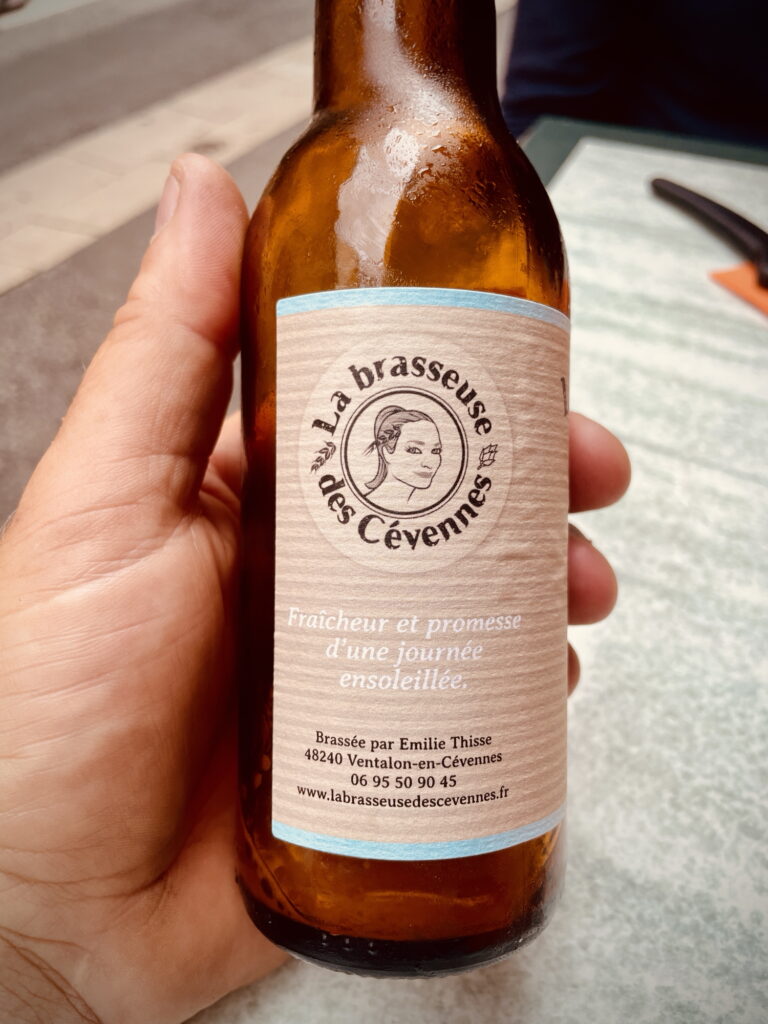 La brasseuse
des Cévennes
Fraîcheur et promesse
d'une journée
ensoleillée.
Brassée par Emilie Thisse
48240 Ventalon-en-Cévennes
06 95 50 90 45
www.labrasseusedescevennes.fr